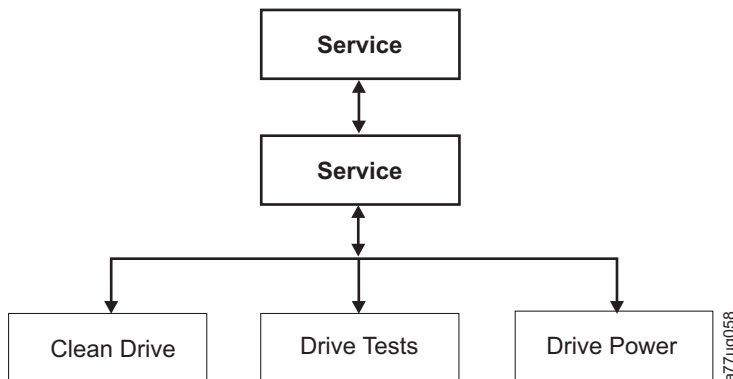 Service
Service
Clean Drive
Drive Tests
Drive Power
a77ug058